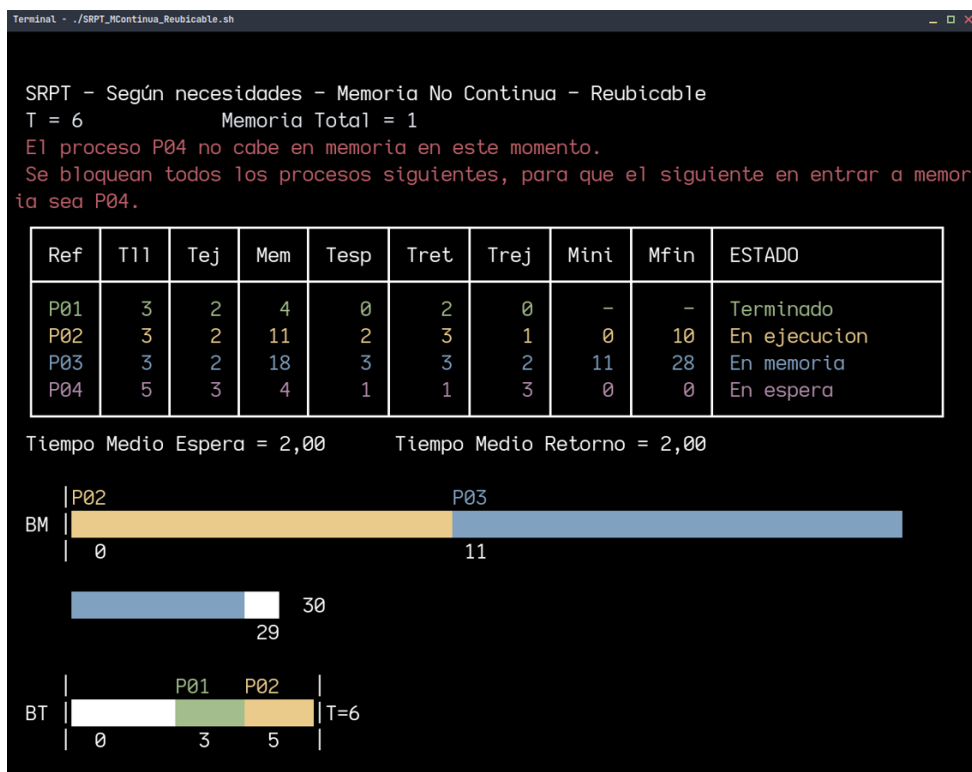 Terminal - ./SRPT_MContinua_Reubicable.sh
SRPT - Según necesidades - Memoria No Continua - Reubicable
T = 6 Memoria Total = 1
El proceso P04 no cabe en memoria en este momento.
Se bloquean todos los procesos siguientes, para que el siguiente en entrar a memor
ia sea P04.
Ref Tll Tej Mem Tesp Tret Trej Mini Mfin ESTADO
P01 3 2 4 0 2 0 - - Terminado
P02 3 2 11 2 3 1 0 10 En ejecucion
P03 3 2 18 3 3 2 11 28 En memoria
P04 5 3 4 1 1 3 0 0 En espera
Tiempo Medio Espera = 2,00 Tiempo Medio Retorno = 2,00
|P02 P03
BM |
| 0 11
30
29
| P01 P02 |
BT | |T=6
| 0 3 5 |